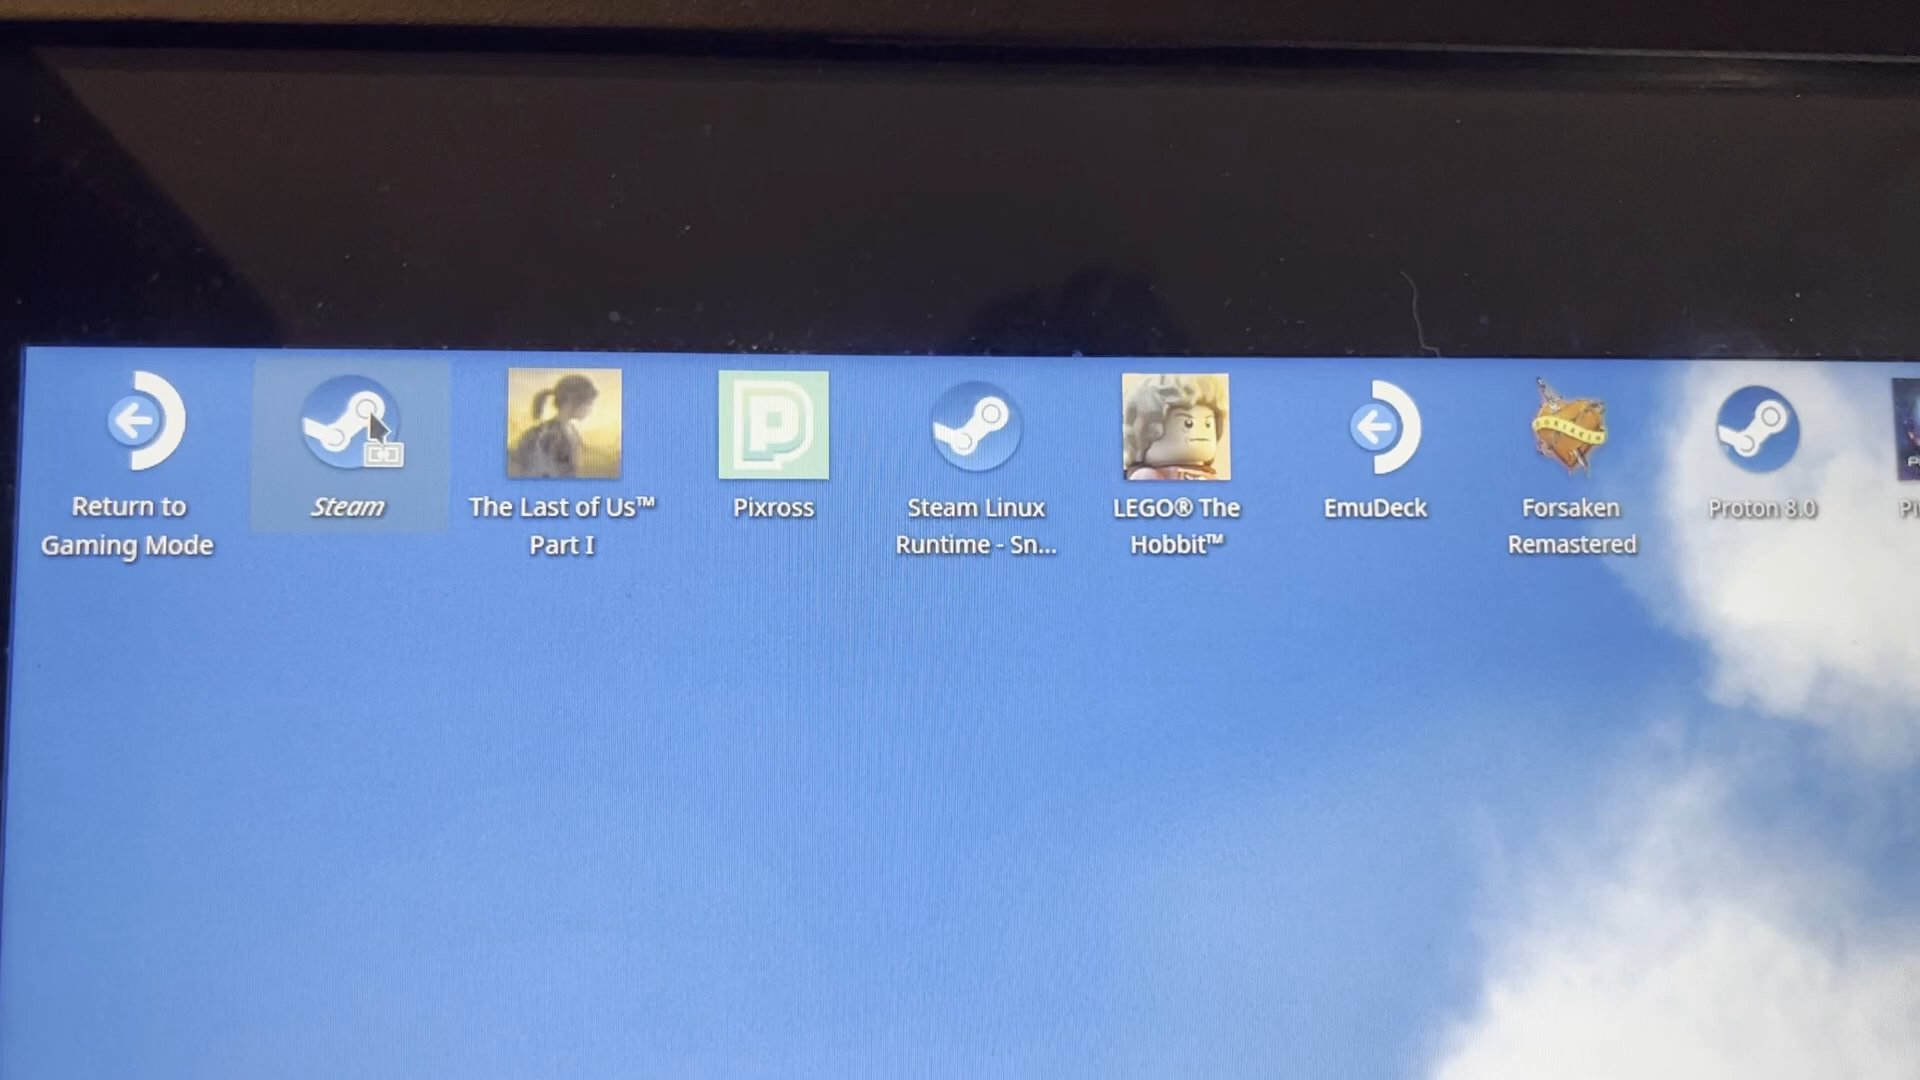 Return to
Gaming Mode
Steam
The Last of Us™
Part I
Pixross
Steam Linux
Runtime - Sn...
LEGO® The
Hobbit™
EmuDeck
FORSAKEN
Forsaken
Remastered
Proton 8.0